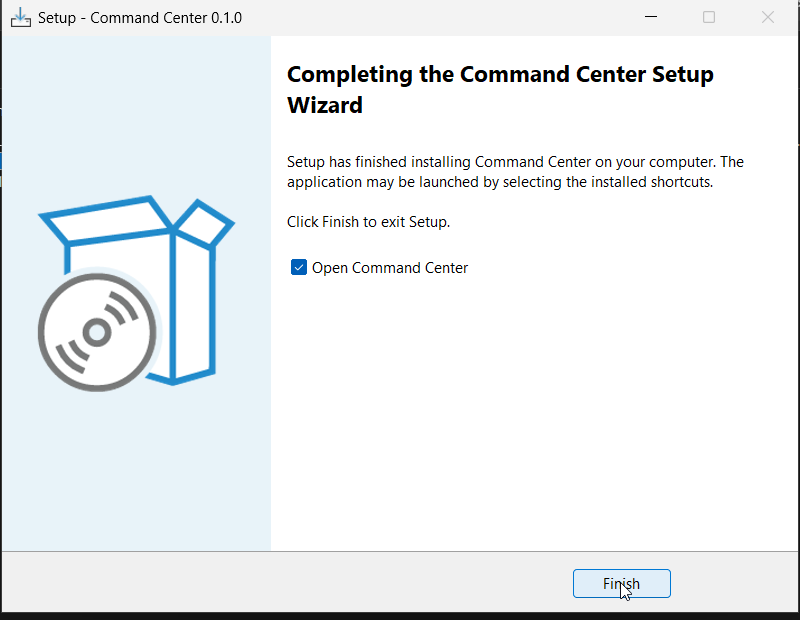 Setup - Command Center 0.1.0
Completing the Command Center Setup
Wizard
Setup has finished installing Command Center on your computer. The
application may be launched by selecting the installed shortcuts.
Click Finish to exit Setup.
Open Command Center
Finish